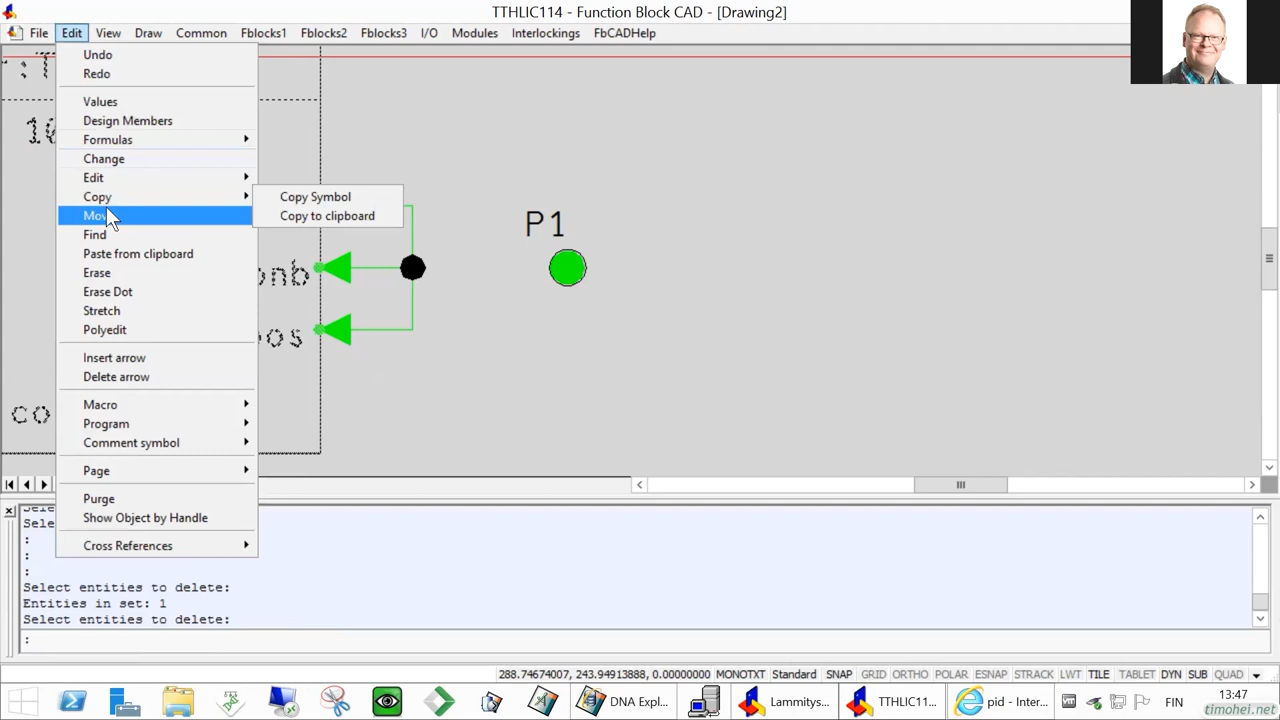 TTHLIC114 - Function Block CAD - [Drawing2]
File Edit View Draw Common Fblocks1 Fblocks2 Fblocks3 I/O Modules Interlockings FbCADHelp
Undo
Redo
Values
Design Members
Formulas
Change
Edit
Copy
Copy Symbol
Move
Copy to clipboard
Find
Paste from clipboard
Erase
Erase Dot
Stretch
Polyedit
Insert arrow
Delete arrow
Macro
Program
Comment symbol
Page
Purge
Show Object by Handle
Cross References
P1
Select entities to delete:
Entities in set: 1
Select entities to delete:
:
288.74674007, 243.94913888, 0.00000000 MONOTXT Standard SNAP GRID ORTHO POLAR ESNAP STRACK LWT TILE TABLET DYN SUB QUAD
DNA Expl... Lammitys... TTHLIC11... pid - Inter... FIN 13:47
timohei.net